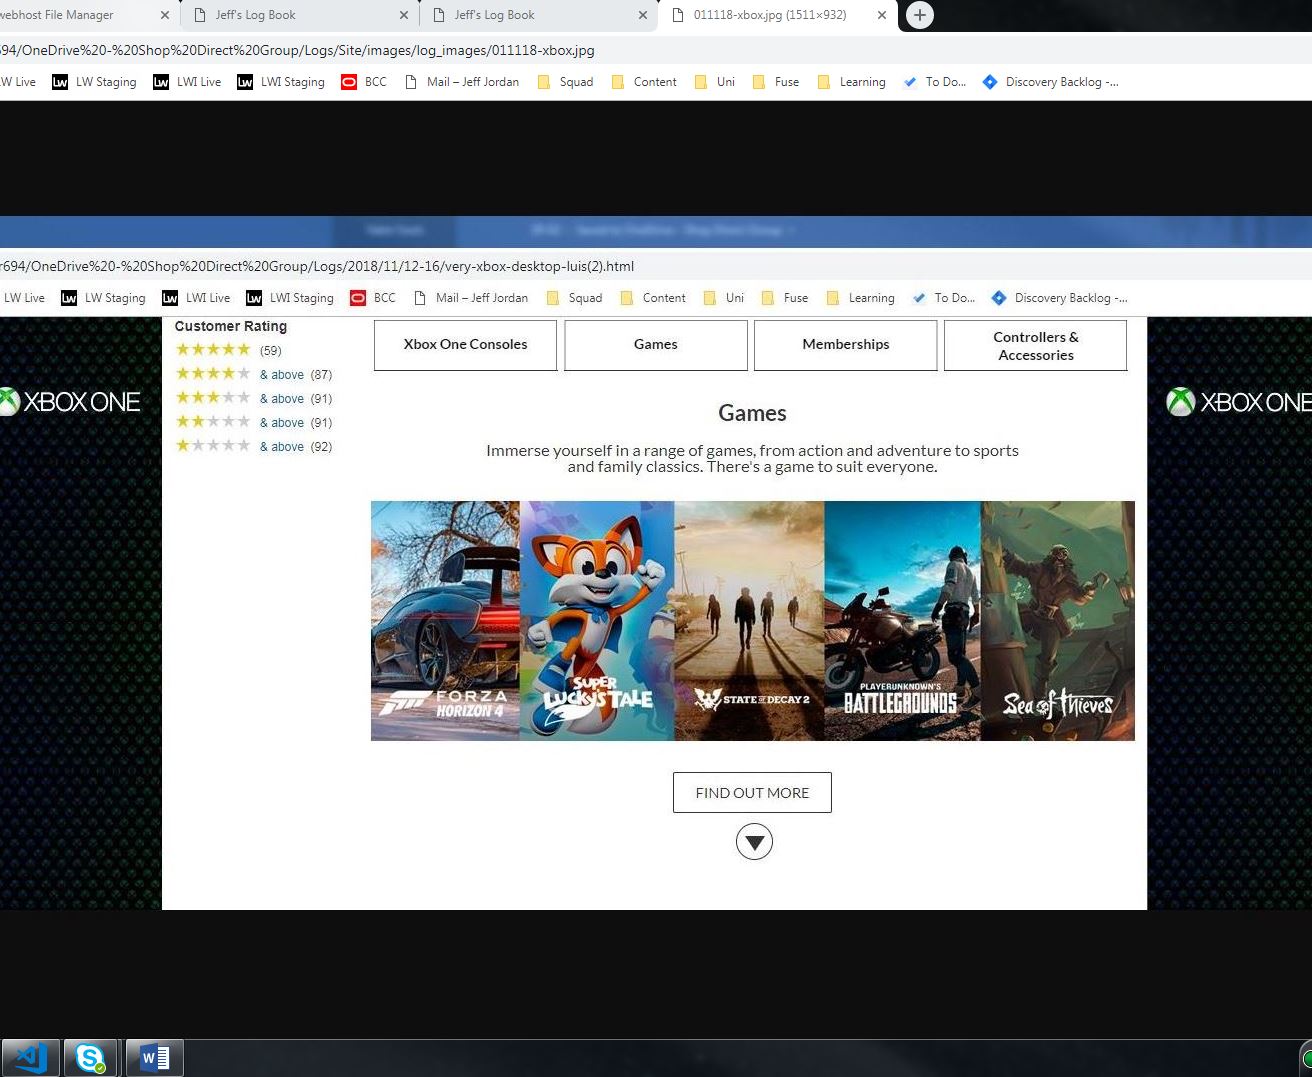 webhost File Manager
Jeff's Log Book
Jeff's Log Book
011118-xbox.jpg (1511×932)
694/OneDrive%20-%20Shop%20Direct%20Group/Logs/Site/images/log_images/011118-xbox.jpg
LW Live
LW Staging
LWI Live
LWI Staging
BCC
Mail – Jeff Jordan
Squad
Content
Uni
Fuse
Learning
To Do...
Discovery Backlog -...
r694/OneDrive%20-%20Shop%20Direct%20Group/Logs/2018/11/12-16/very-xbox-desktop-luis(2).html
LW Live
LW Staging
LWI Live
LWI Staging
BCC
Mail – Jeff Jordan
Squad
Content
Uni
Fuse
Learning
To Do...
Discovery Backlog -...
Customer Rating
(59)
& above (87)
& above (91)
& above (91)
& above (92)
XBOX ONE
Xbox One Consoles
Games
Memberships
Controllers &
Accessories
XBOX ONE
Games
Immerse yourself in a range of games, from action and adventure to sports
and family classics. There's a game to suit everyone.
FORZA
HORIZON 4
SUPER
LUCKY'S TALE
STATE OF DECAY 2
PLAYERUNKNOWN'S
BATTLEGROUNDS
Sea of Thieves
FIND OUT MORE